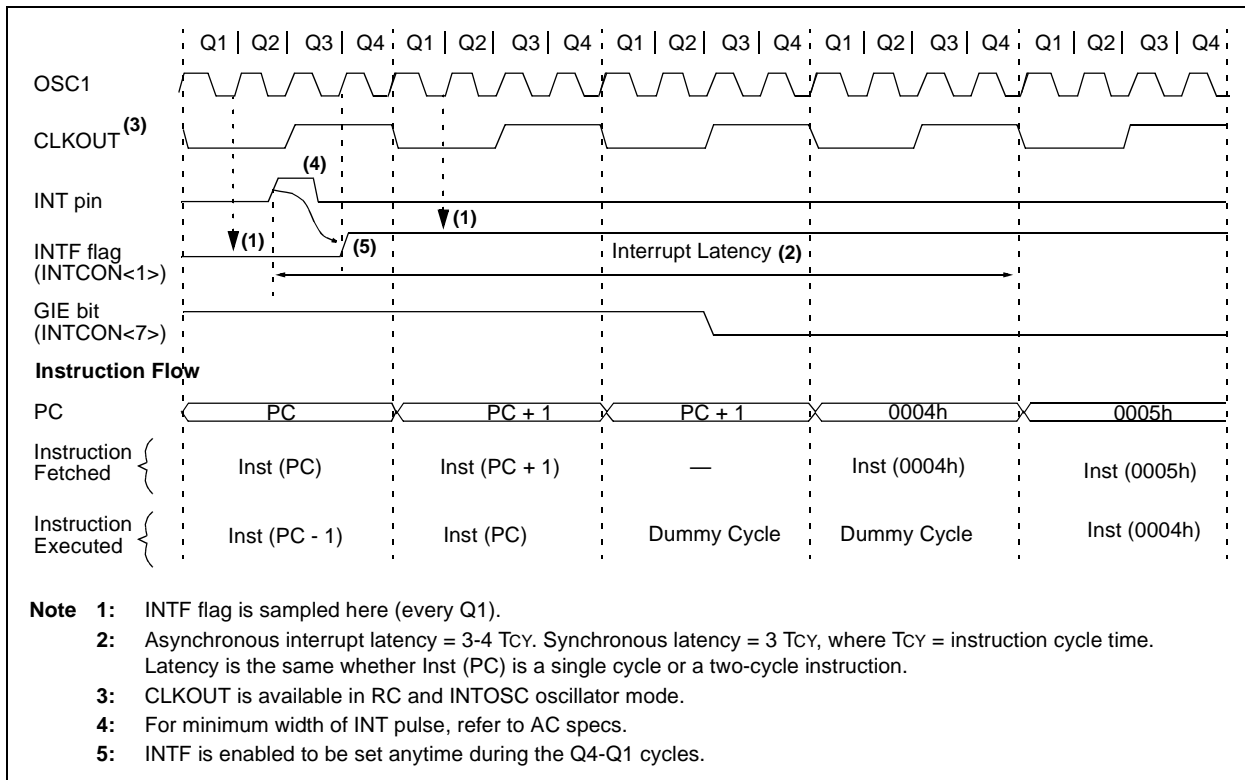 Q1 | Q2 | Q3 | Q4 Q1 | Q2 | Q3 | Q4 Q1 | Q2 | Q3 | Q4 Q1 | Q2 | Q3 | Q4 Q1 | Q2 | Q3 | Q4
OSC1
CLKOUT (3)
(4)
INT pin
(1)
(1)
INTF flag
(INTCON<1>)
(5)
Interrupt Latency (2)
GIE bit
(INTCON<7>)
Instruction Flow
PC PC PC + 1 PC + 1 0004h 0005h
Instruction
Fetched
Inst (PC) Inst (PC + 1) — Inst (0004h) Inst (0005h)
Instruction
Executed
Inst (PC - 1) Inst (PC) Dummy Cycle Dummy Cycle Inst (0004h)
Note 1: INTF flag is sampled here (every Q1).
2: Asynchronous interrupt latency = 3-4 TCY. Synchronous latency = 3 TCY, where TCY = instruction cycle time.
Latency is the same whether Inst (PC) is a single cycle or a two-cycle instruction.
3: CLKOUT is available in RC and INTOSC oscillator mode.
4: For minimum width of INT pulse, refer to AC specs.
5: INTF is enabled to be set anytime during the Q4-Q1 cycles.